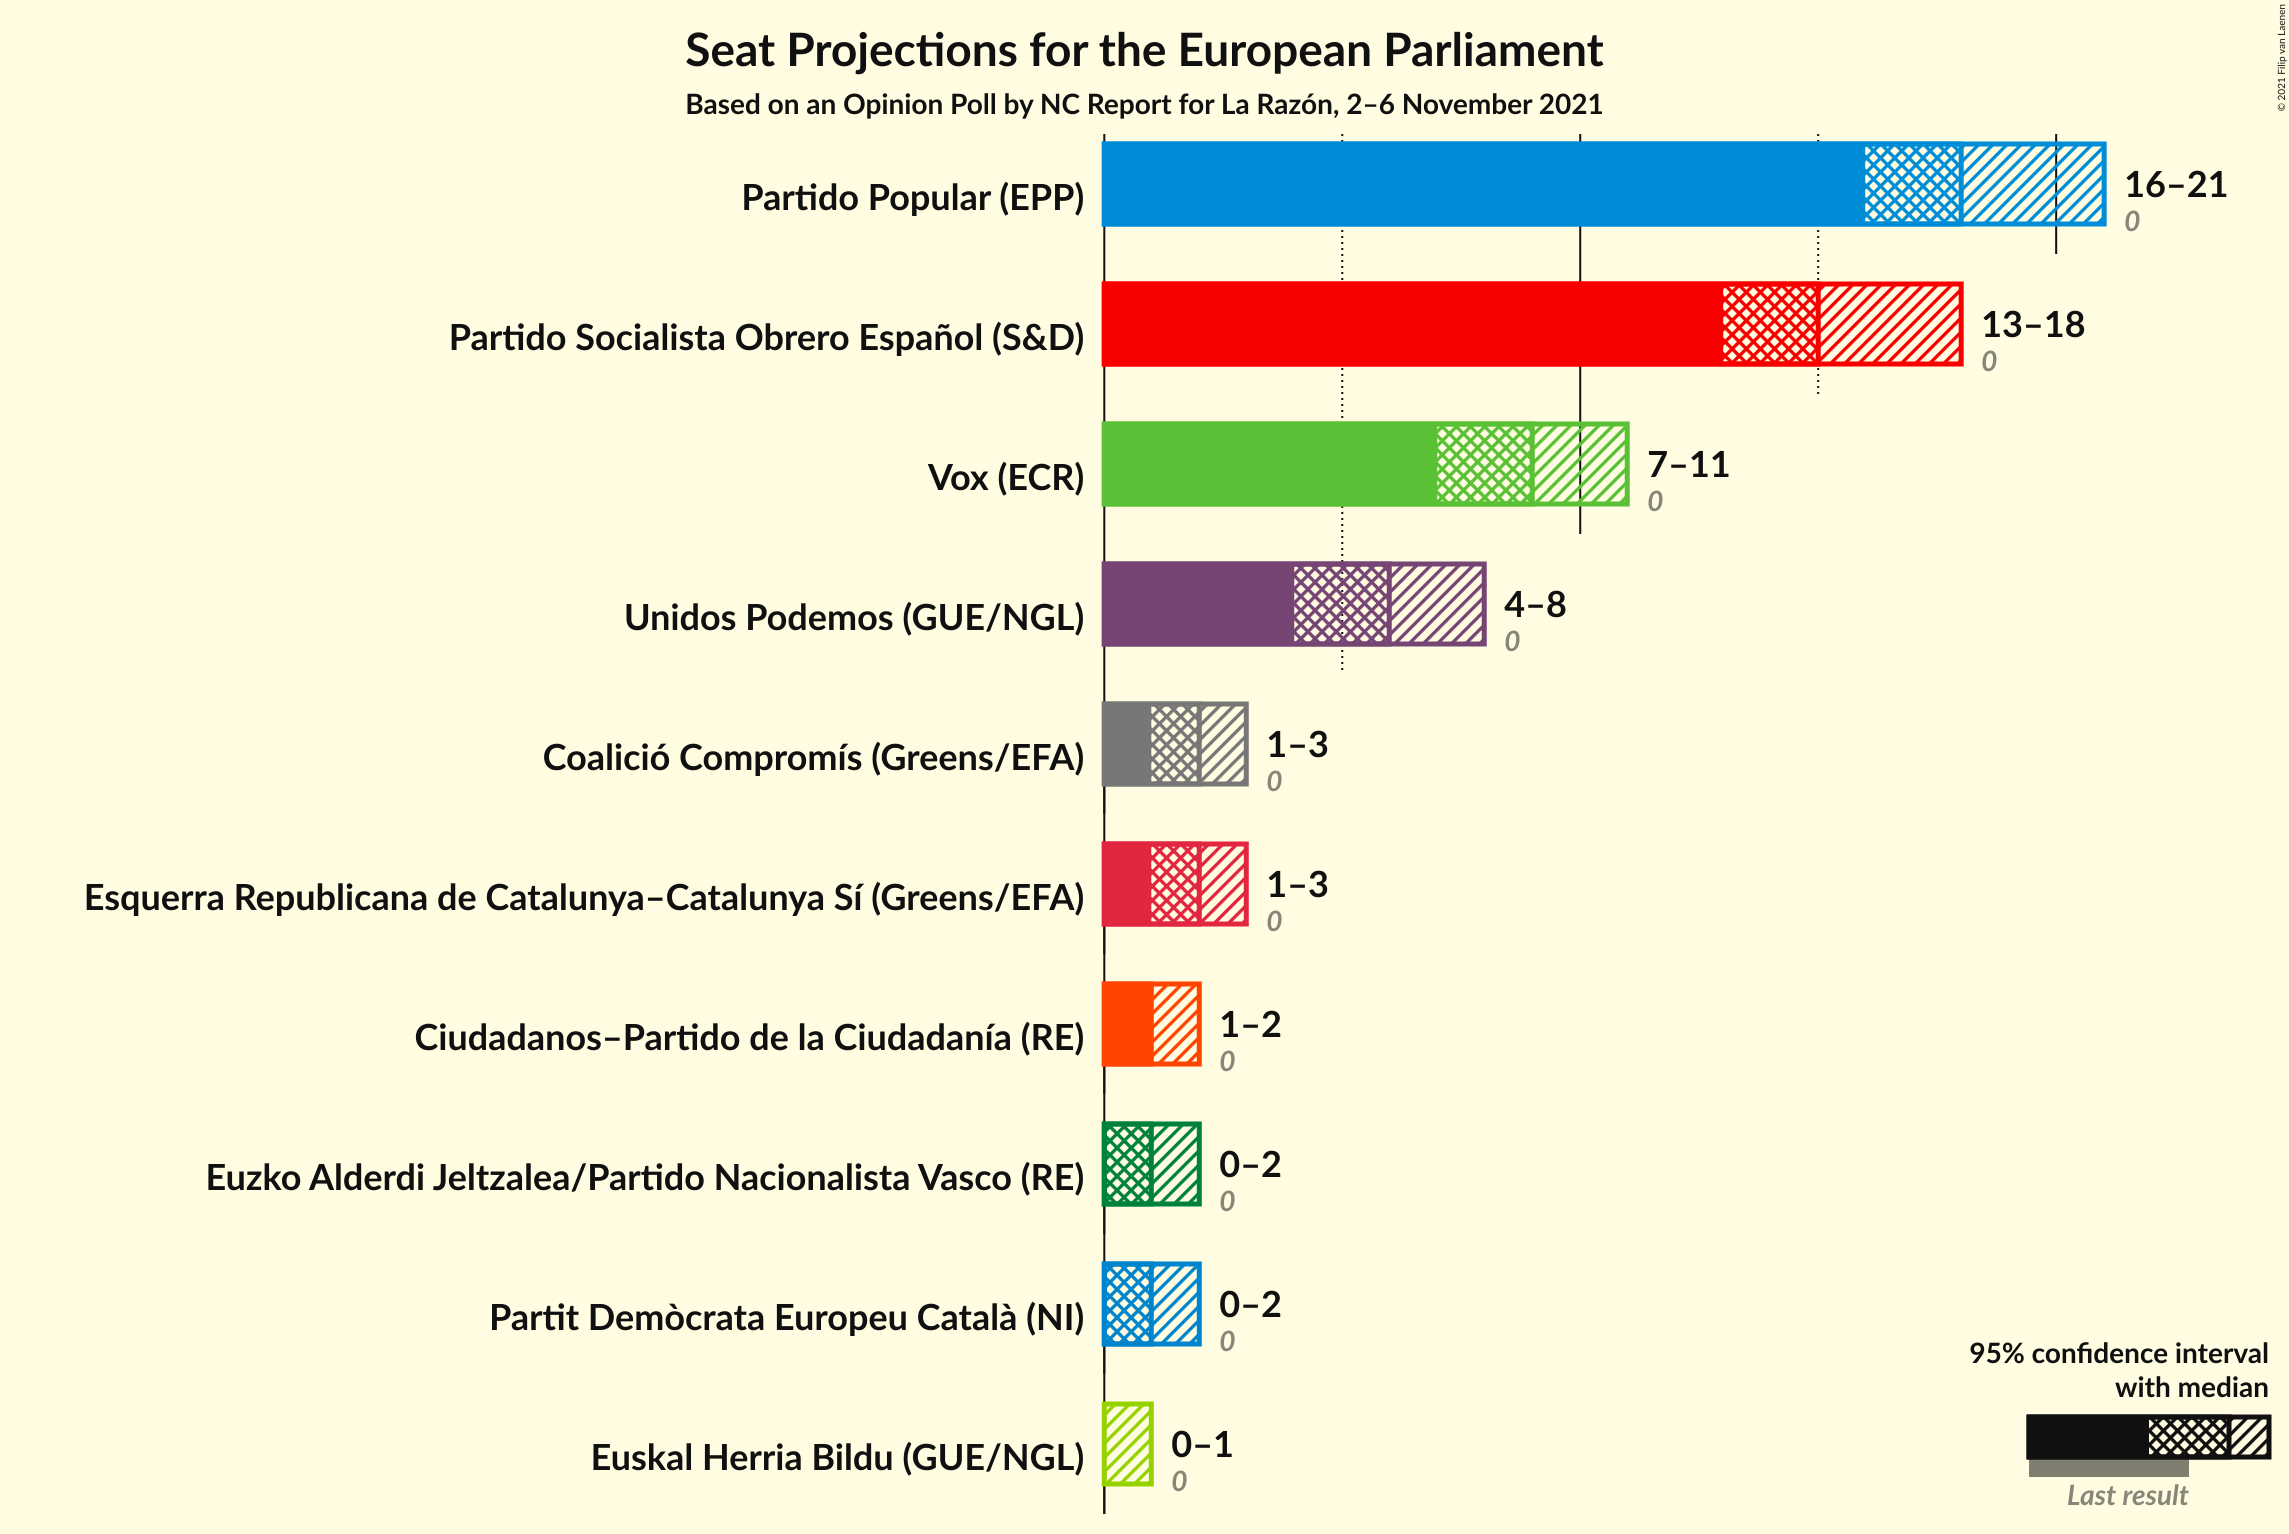 Seat Projections for the European Parliament
Based on an Opinion Poll by NC Report for La Razón, 2–6 November 2021
© 2021 Filip van Laenen
Partido Popular (EPP)
16–21
0
Partido Socialista Obrero Español (S&D)
13–18
0
Vox (ECR)
7–11
0
Unidos Podemos (GUE/NGL)
4–8
0
Coalició Compromís (Greens/EFA)
1–3
0
Esquerra Republicana de Catalunya–Catalunya Sí (Greens/EFA)
1–3
0
Ciudadanos–Partido de la Ciudadanía (RE)
1–2
0
Euzko Alderdi Jeltzalea/Partido Nacionalista Vasco (RE)
0–2
0
Partit Demòcrata Europeu Català (NI)
0–2
0
Euskal Herria Bildu (GUE/NGL)
0–1
0
95% confidence interval
with median
Last result